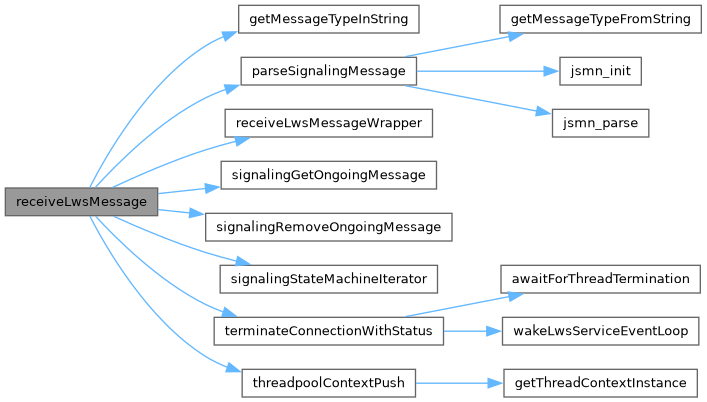 getMessageTypeInString
getMessageTypeFromString
parseSignalingMessage
jsmn_init
jsmn_parse
receiveLwsMessageWrapper
signalingGetOngoingMessage
receiveLwsMessage
signalingRemoveOngoingMessage
signalingStateMachineIterator
awaitForThreadTermination
terminateConnectionWithStatus
wakeLwsServiceEventLoop
threadpoolContextPush
getThreadContextInstance